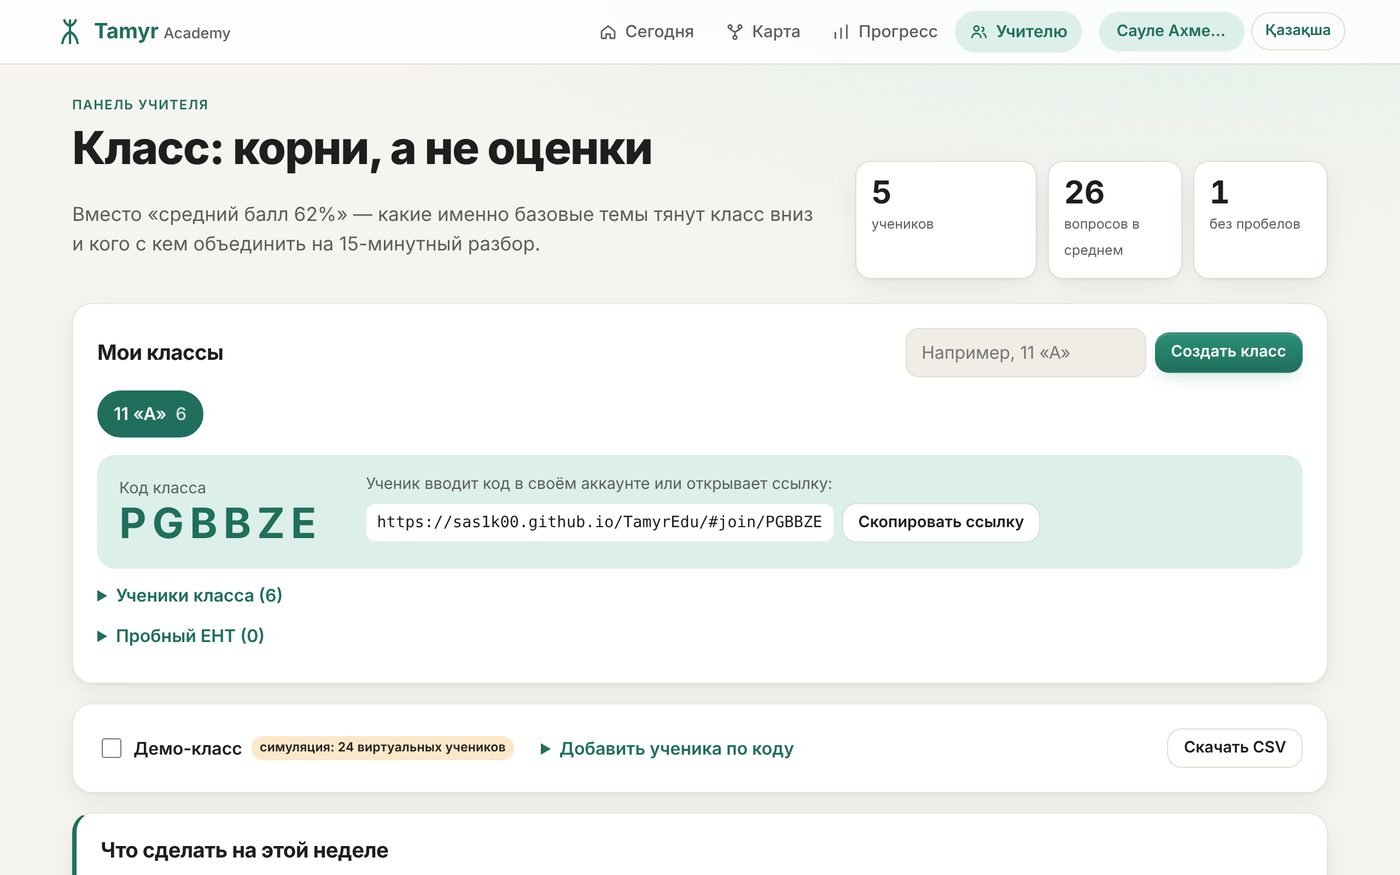 Tamyr Academy
Сегодня
Карта
Прогресс
Учителю
Сауле Ахме...
Қазақша
ПАНЕЛЬ УЧИТЕЛЯ
Класс: корни, а не оценки
Вместо «средний балл 62%» — какие именно базовые темы тянут класс вниз
и кого с кем объединить на 15-минутный разбор.
5
учеников
26
вопросов в
среднем
1
без пробелов
Мои классы
Например, 11 «А»
Создать класс
11 «А» 6
Код класса
PGBBZE
Ученик вводит код в своём аккаунте или открывает ссылку:
https://sas1k00.github.io/TamyrEdu/#join/PGBBZE
Скопировать ссылку
Ученики класса (6)
Пробный ЕНТ (0)
Демо-класс
симуляция: 24 виртуальных учеников
Добавить ученика по коду
Скачать CSV
Что сделать на этой неделе